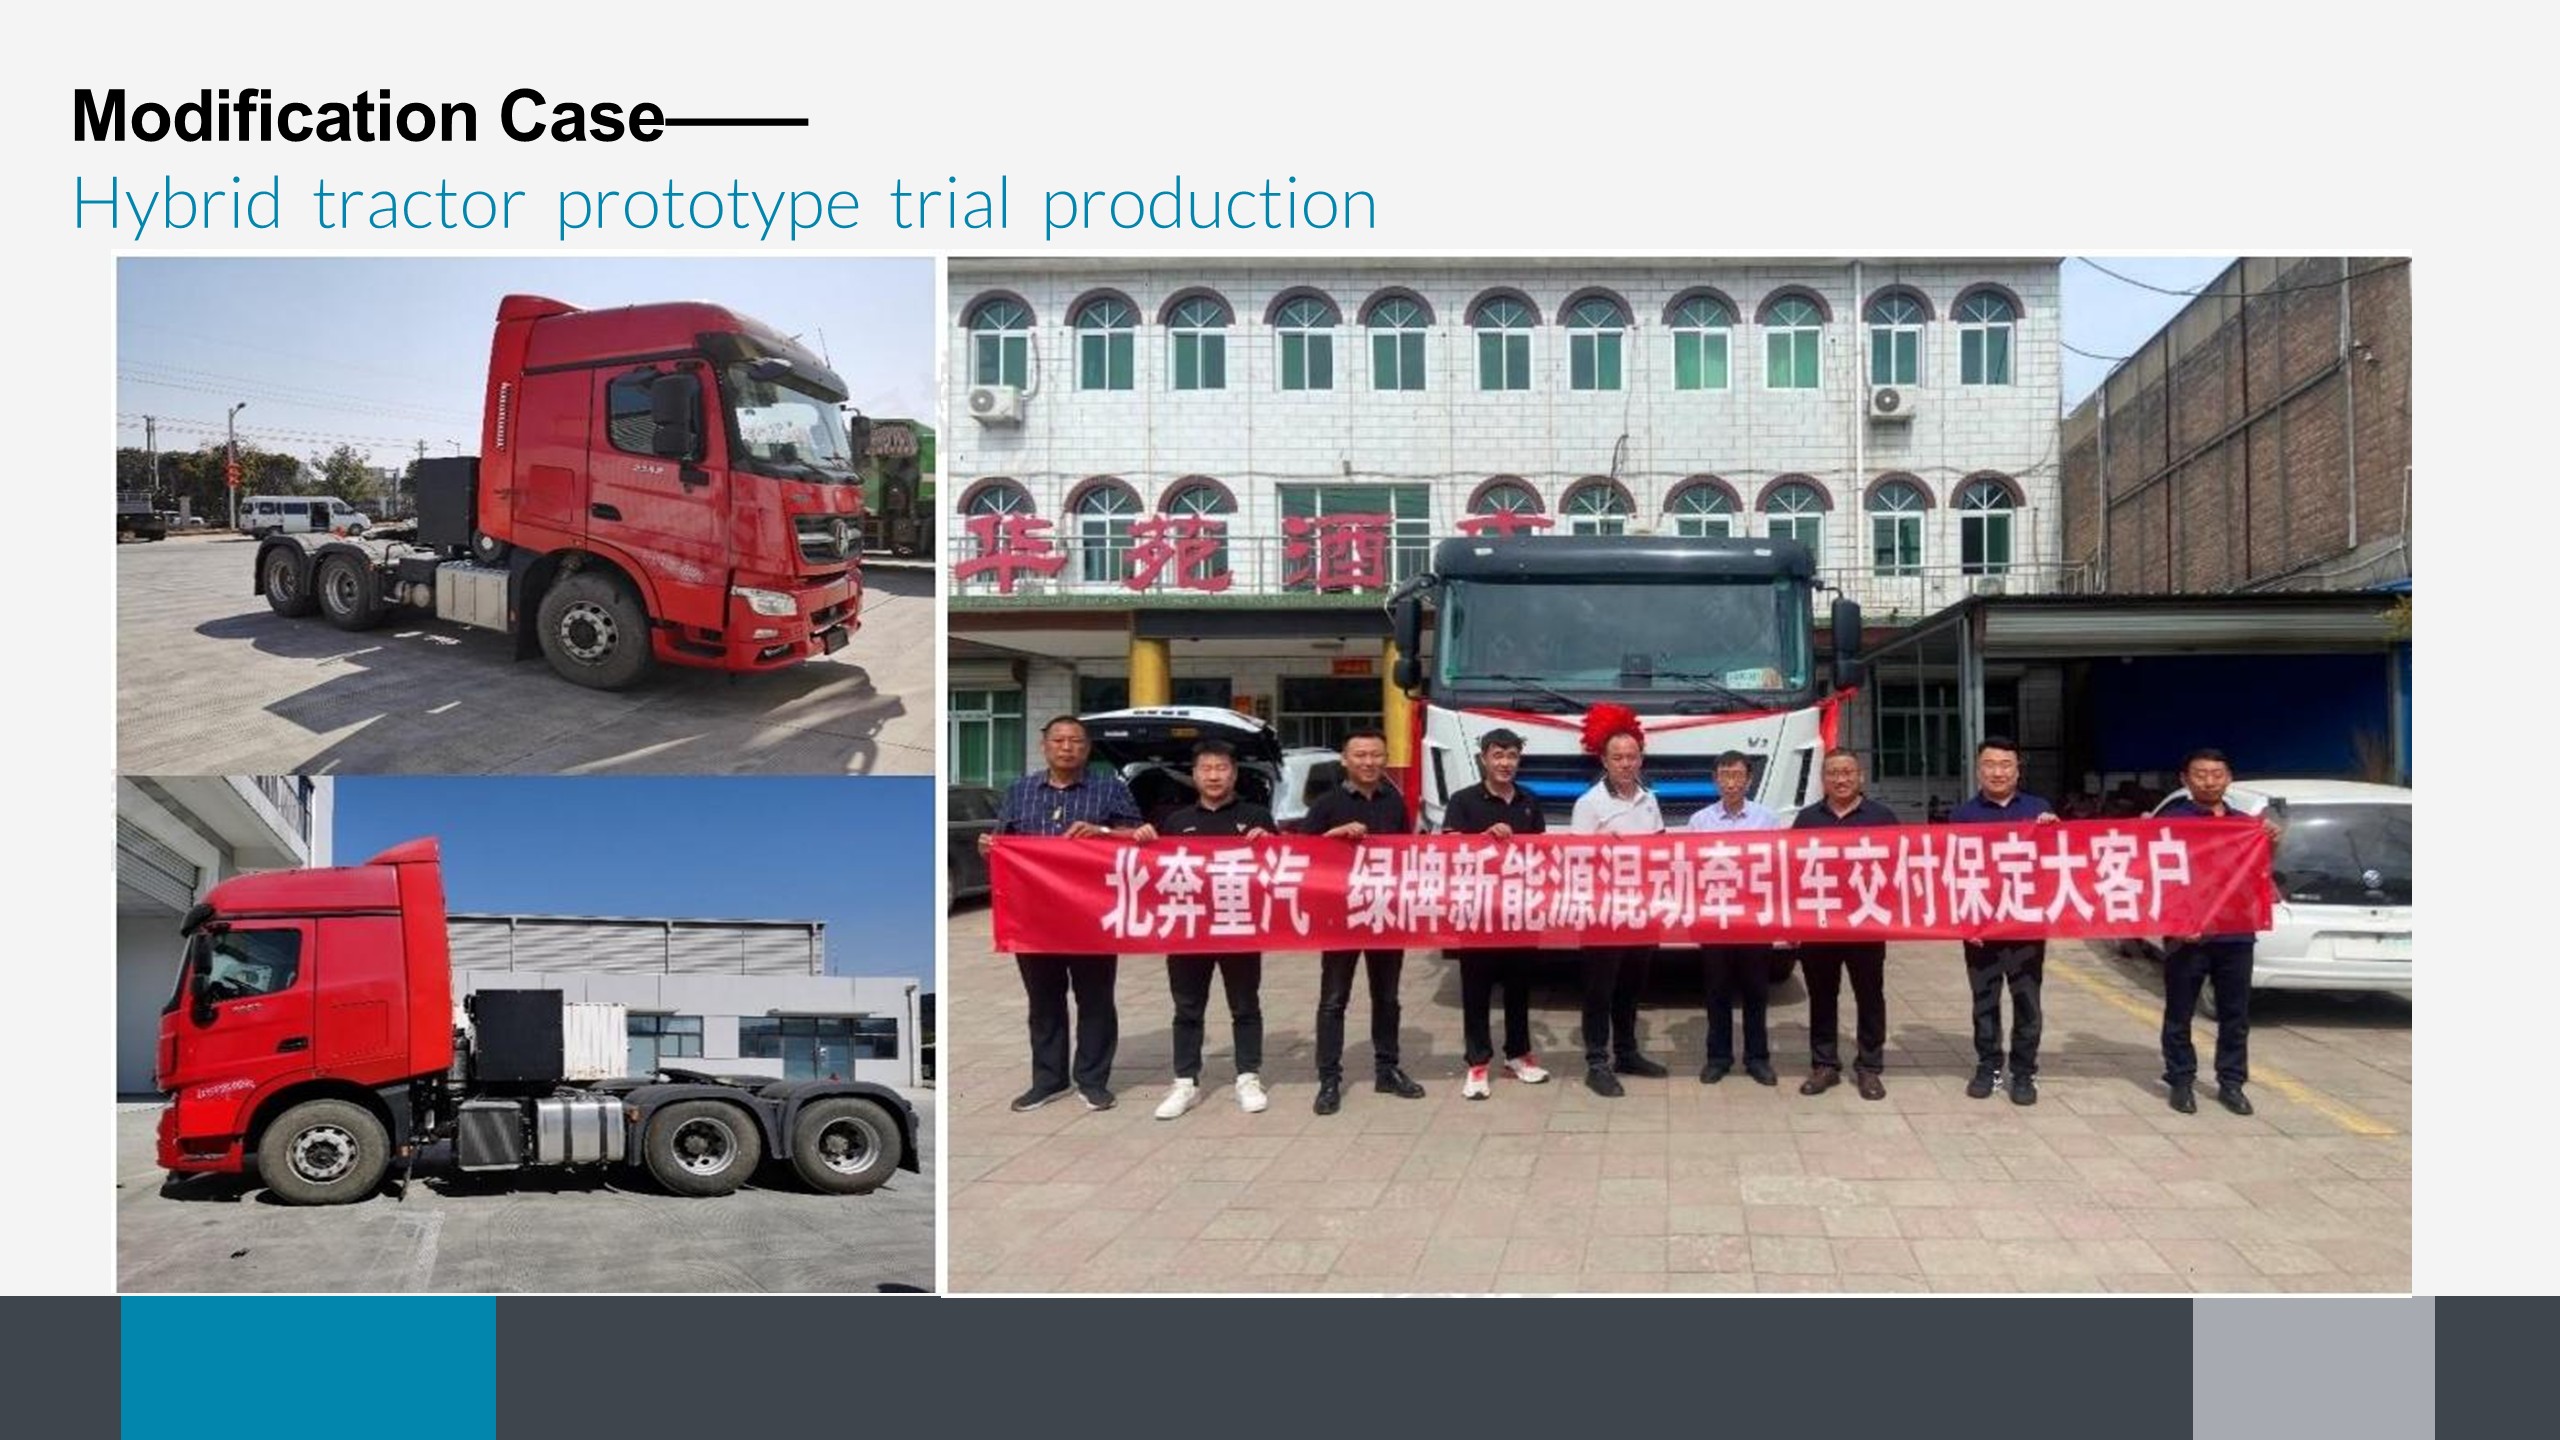 Modification Case——
Hybrid tractor prototype trial production
华苑酒
V3
北奔重汽 绿牌新能源混动牵引车交付保定大客户